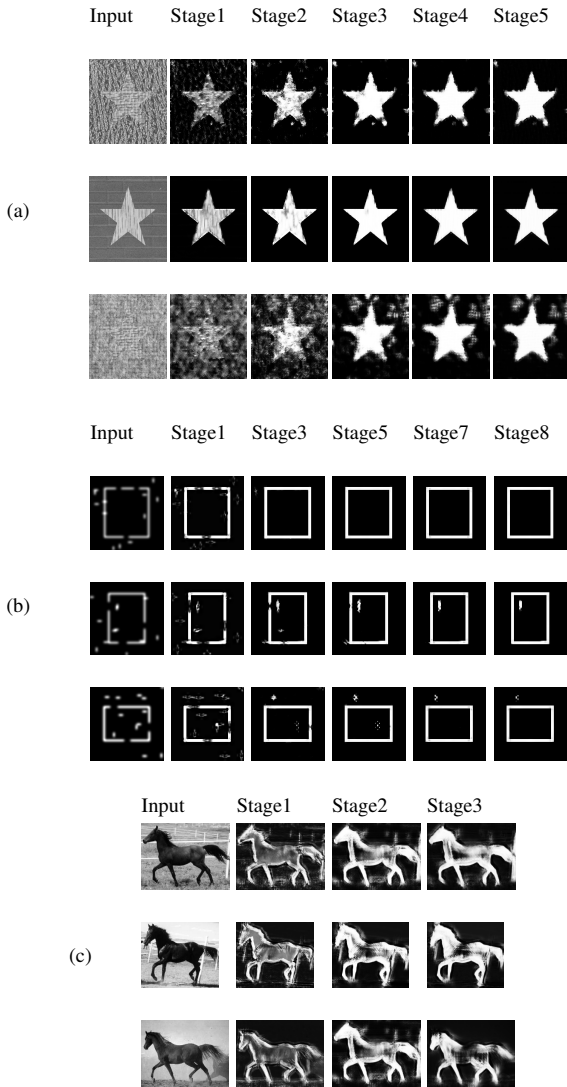 Input Stage1 Stage2 Stage3 Stage4 Stage5
(a)
Input Stage1 Stage3 Stage5 Stage7 Stage8
(b)
Input Stage1 Stage2 Stage3
(c)